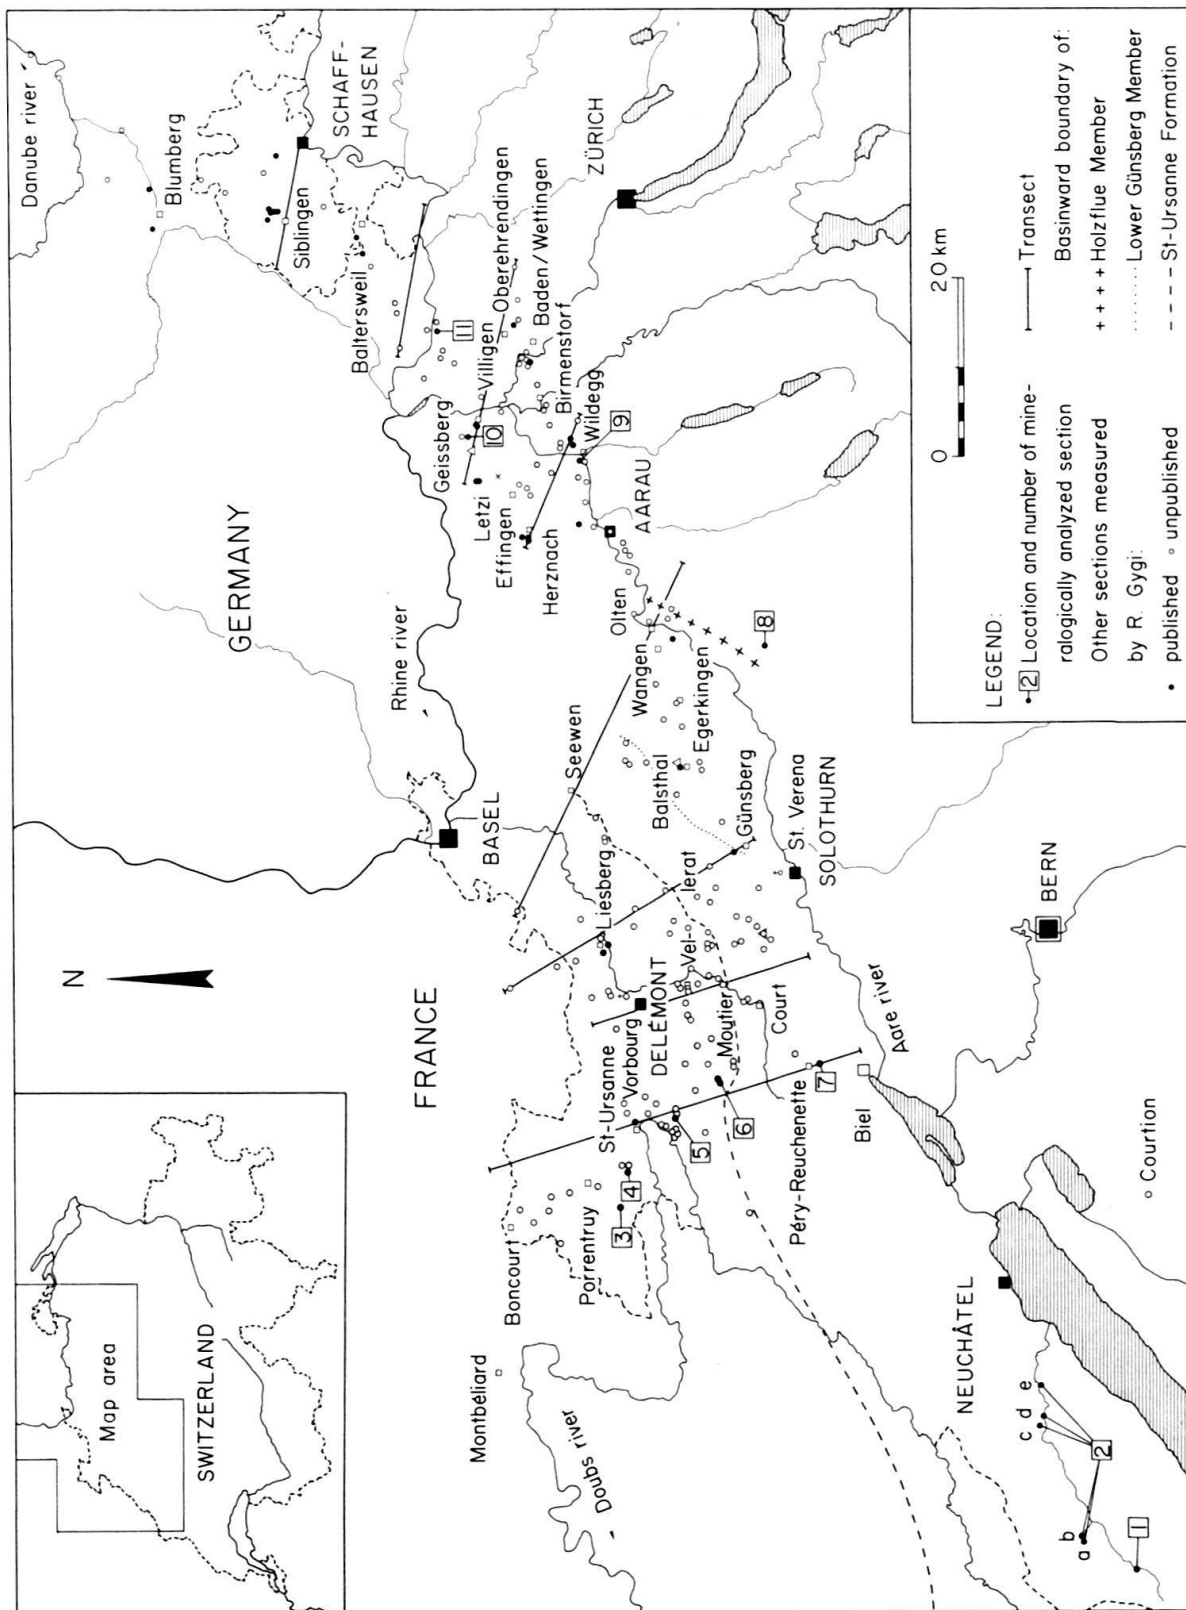 Map area
SWITZERLAND
N
GERMANY
FRANCE
Danube river
Blumberg
SCHAFF-
HAUSEN
Siblingen
Baltersweil
11
Oberehrendingen
Baden/Wettingen
Villigen
Geissberg
10
Birmenstorf
Wildegg
9
Letzi
Effingen
Herznach
AARAU
ZÜRICH
Rhine river
BASEL
Olten
Wangen
8
Seewen
Egerkingen
Balsthal
Günsberg
St. Verena
SOLOTHURN
Liesberg
Vel-
lerat
DELÉMONT
Vorbourg
St-Ursanne
Moutier
Court
BERN
Aare river
Péry-Reuchenette
7
Biel
6
5
4
3
Boncourt
Porrentruy
Montbéliard
Doubs river
NEUCHÂTEL
Courtion
a
b
c
d
e
2
1
0
20 km
LEGEND:
2 Location and number of mine-
ralogically analyzed section
Other sections measured
by R. Gygi:
published
unpublished
Transect
Basinward boundary of:
+ + + + Holzflue Member
........ Lower Günsberg Member
- - - - St-Ursanne Formation